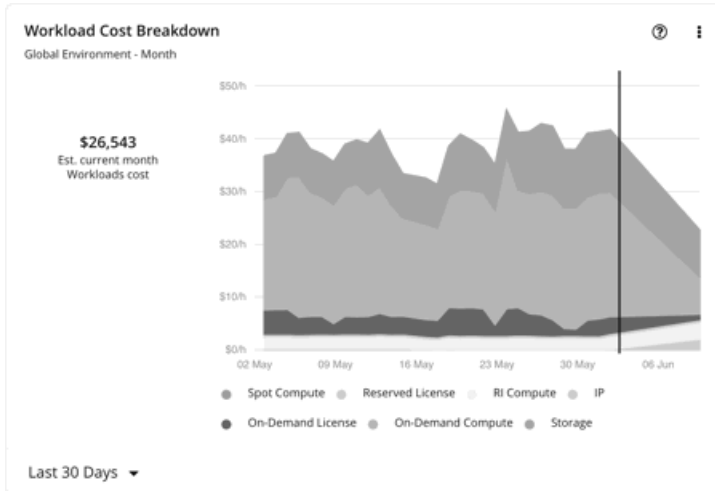 Workload Cost Breakdown
Global Environment - Month
$26,543
Est. current month
Workloads cost
$50/h
$40/h
$30/h
$20/h
$10/h
$0/h
02 May 09 May 16 May 23 May 30 May 06 Jun
Spot Compute Reserved License RI Compute IP
On-Demand License On-Demand Compute Storage
Last 30 Days